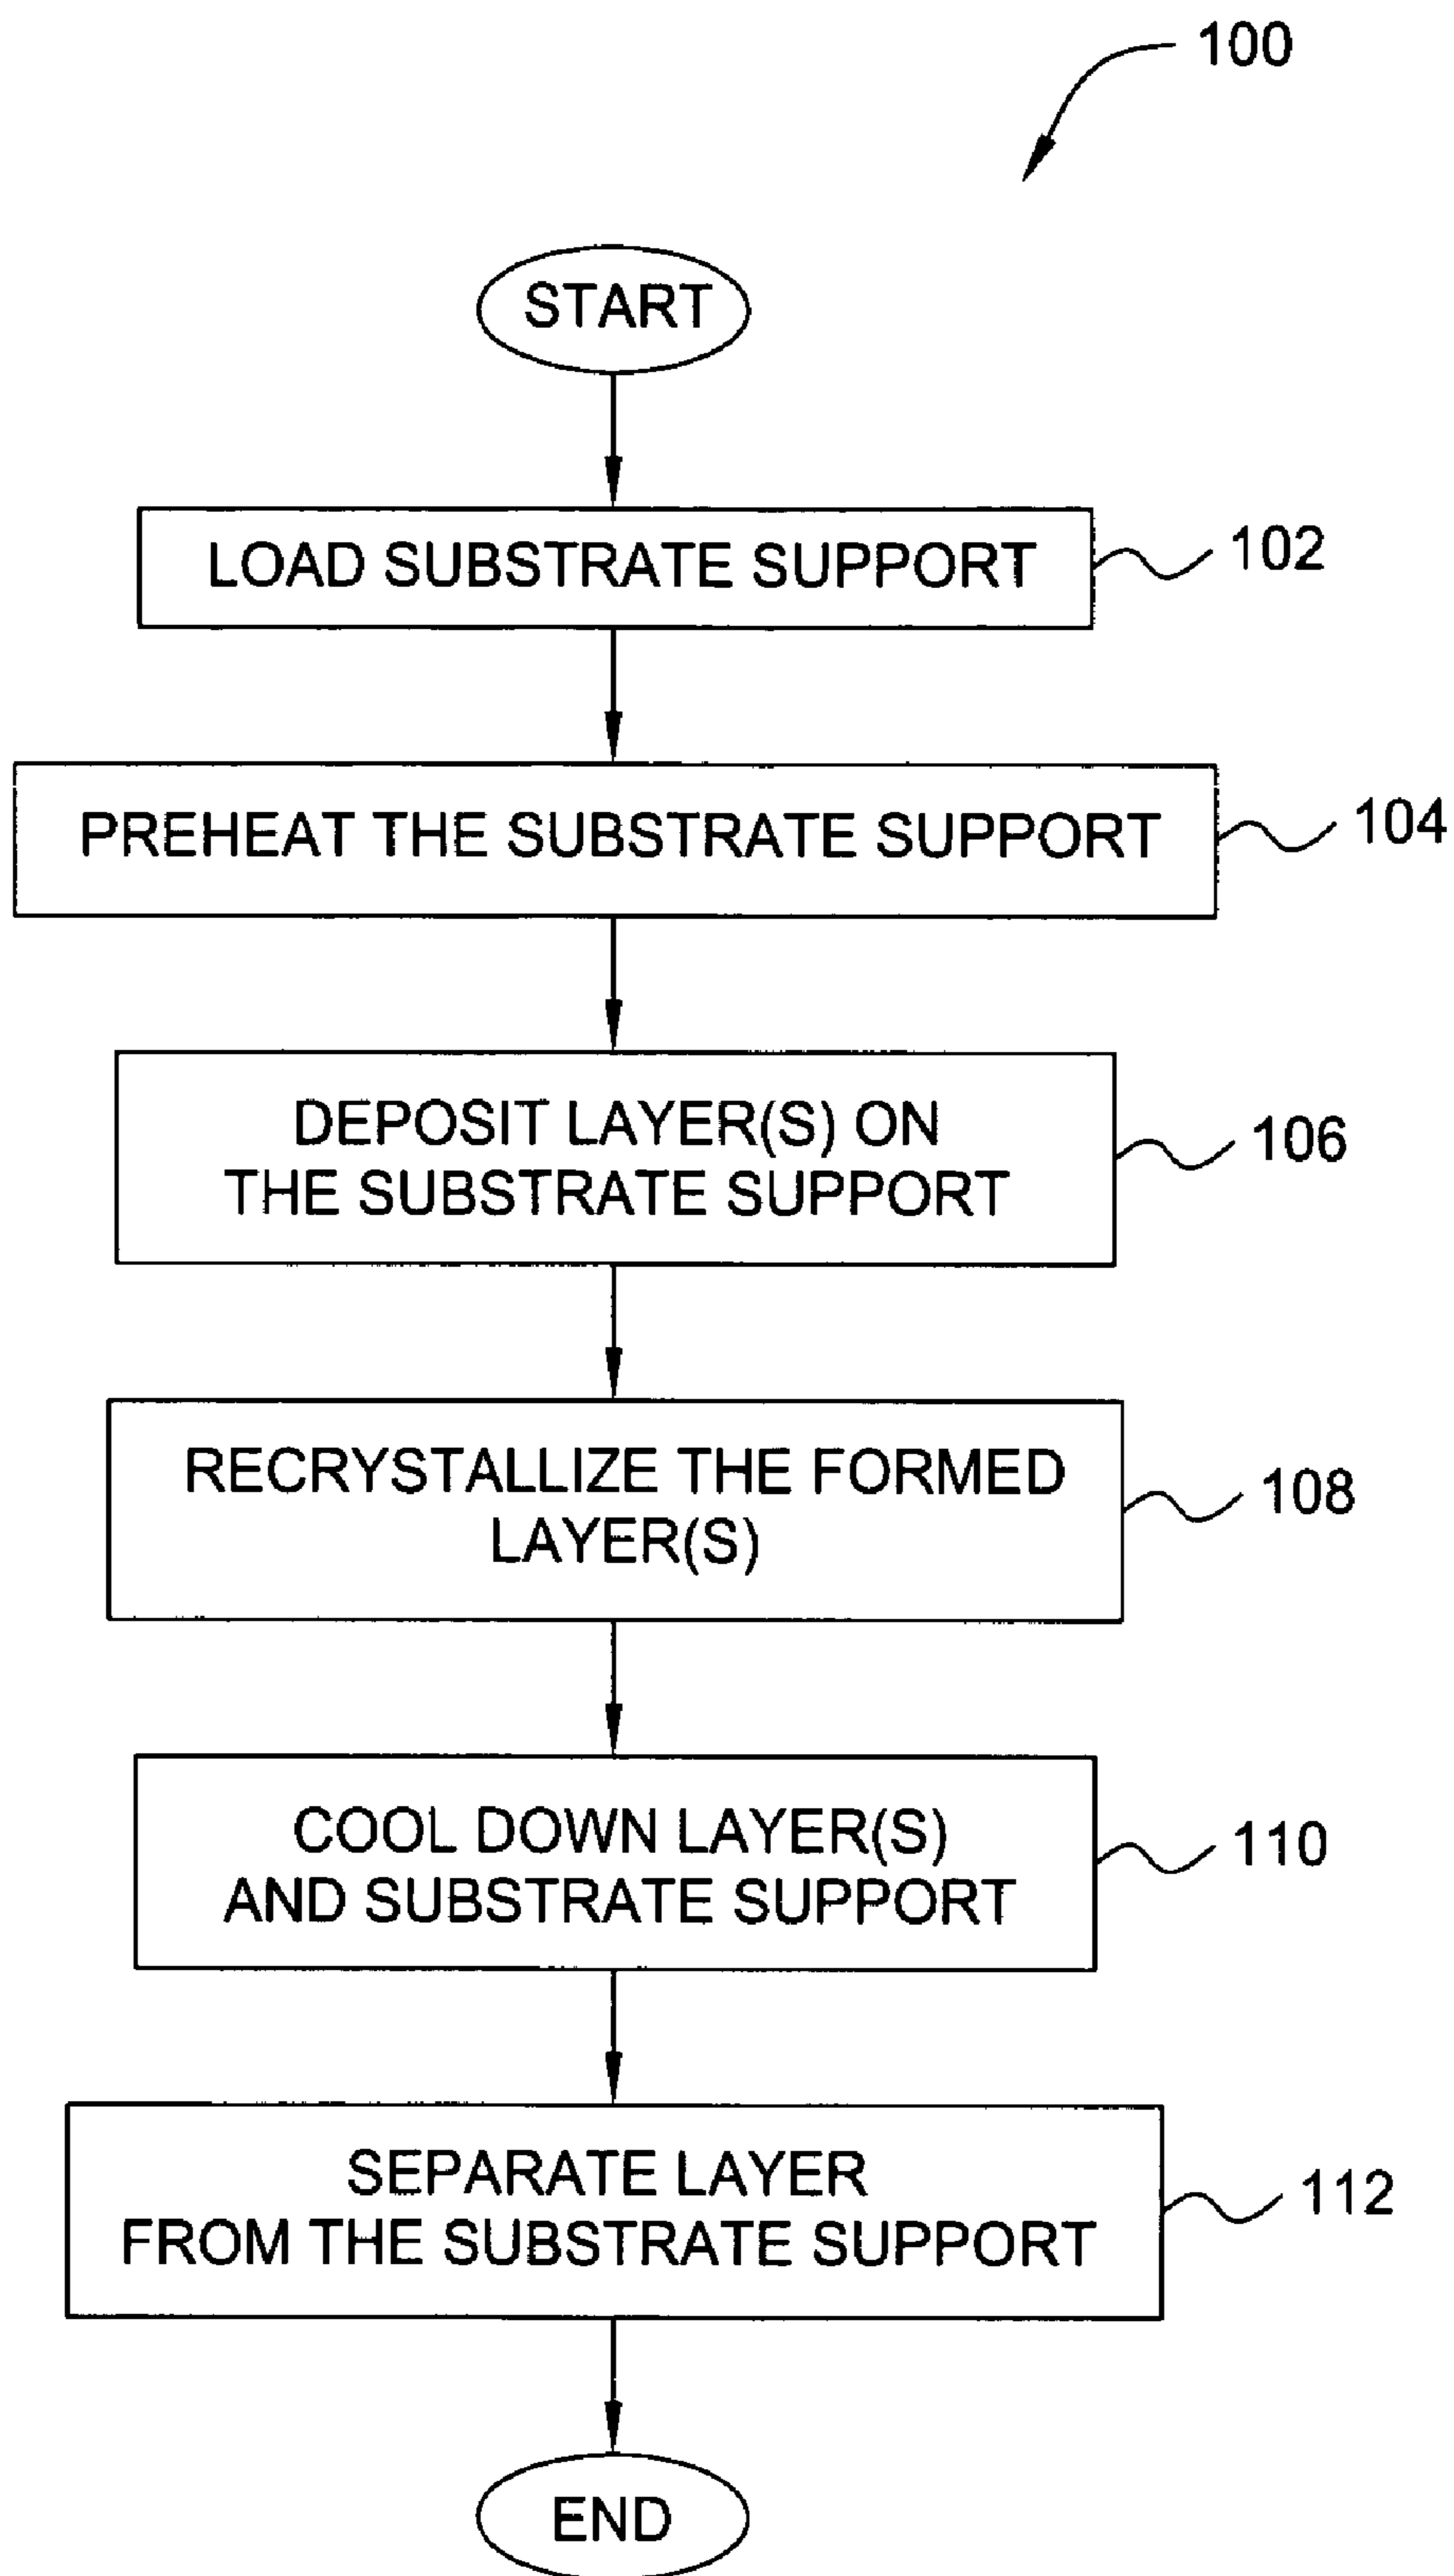 100
START
LOAD SUBSTRATE SUPPORT
102
PREHEAT THE SUBSTRATE SUPPORT
104
DEPOSIT LAYER(S) ON
THE SUBSTRATE SUPPORT
106
RECRYSTALLIZE THE FORMED
LAYER(S)
108
COOL DOWN LAYER(S)
AND SUBSTRATE SUPPORT
110
SEPARATE LAYER
FROM THE SUBSTRATE SUPPORT
112
END